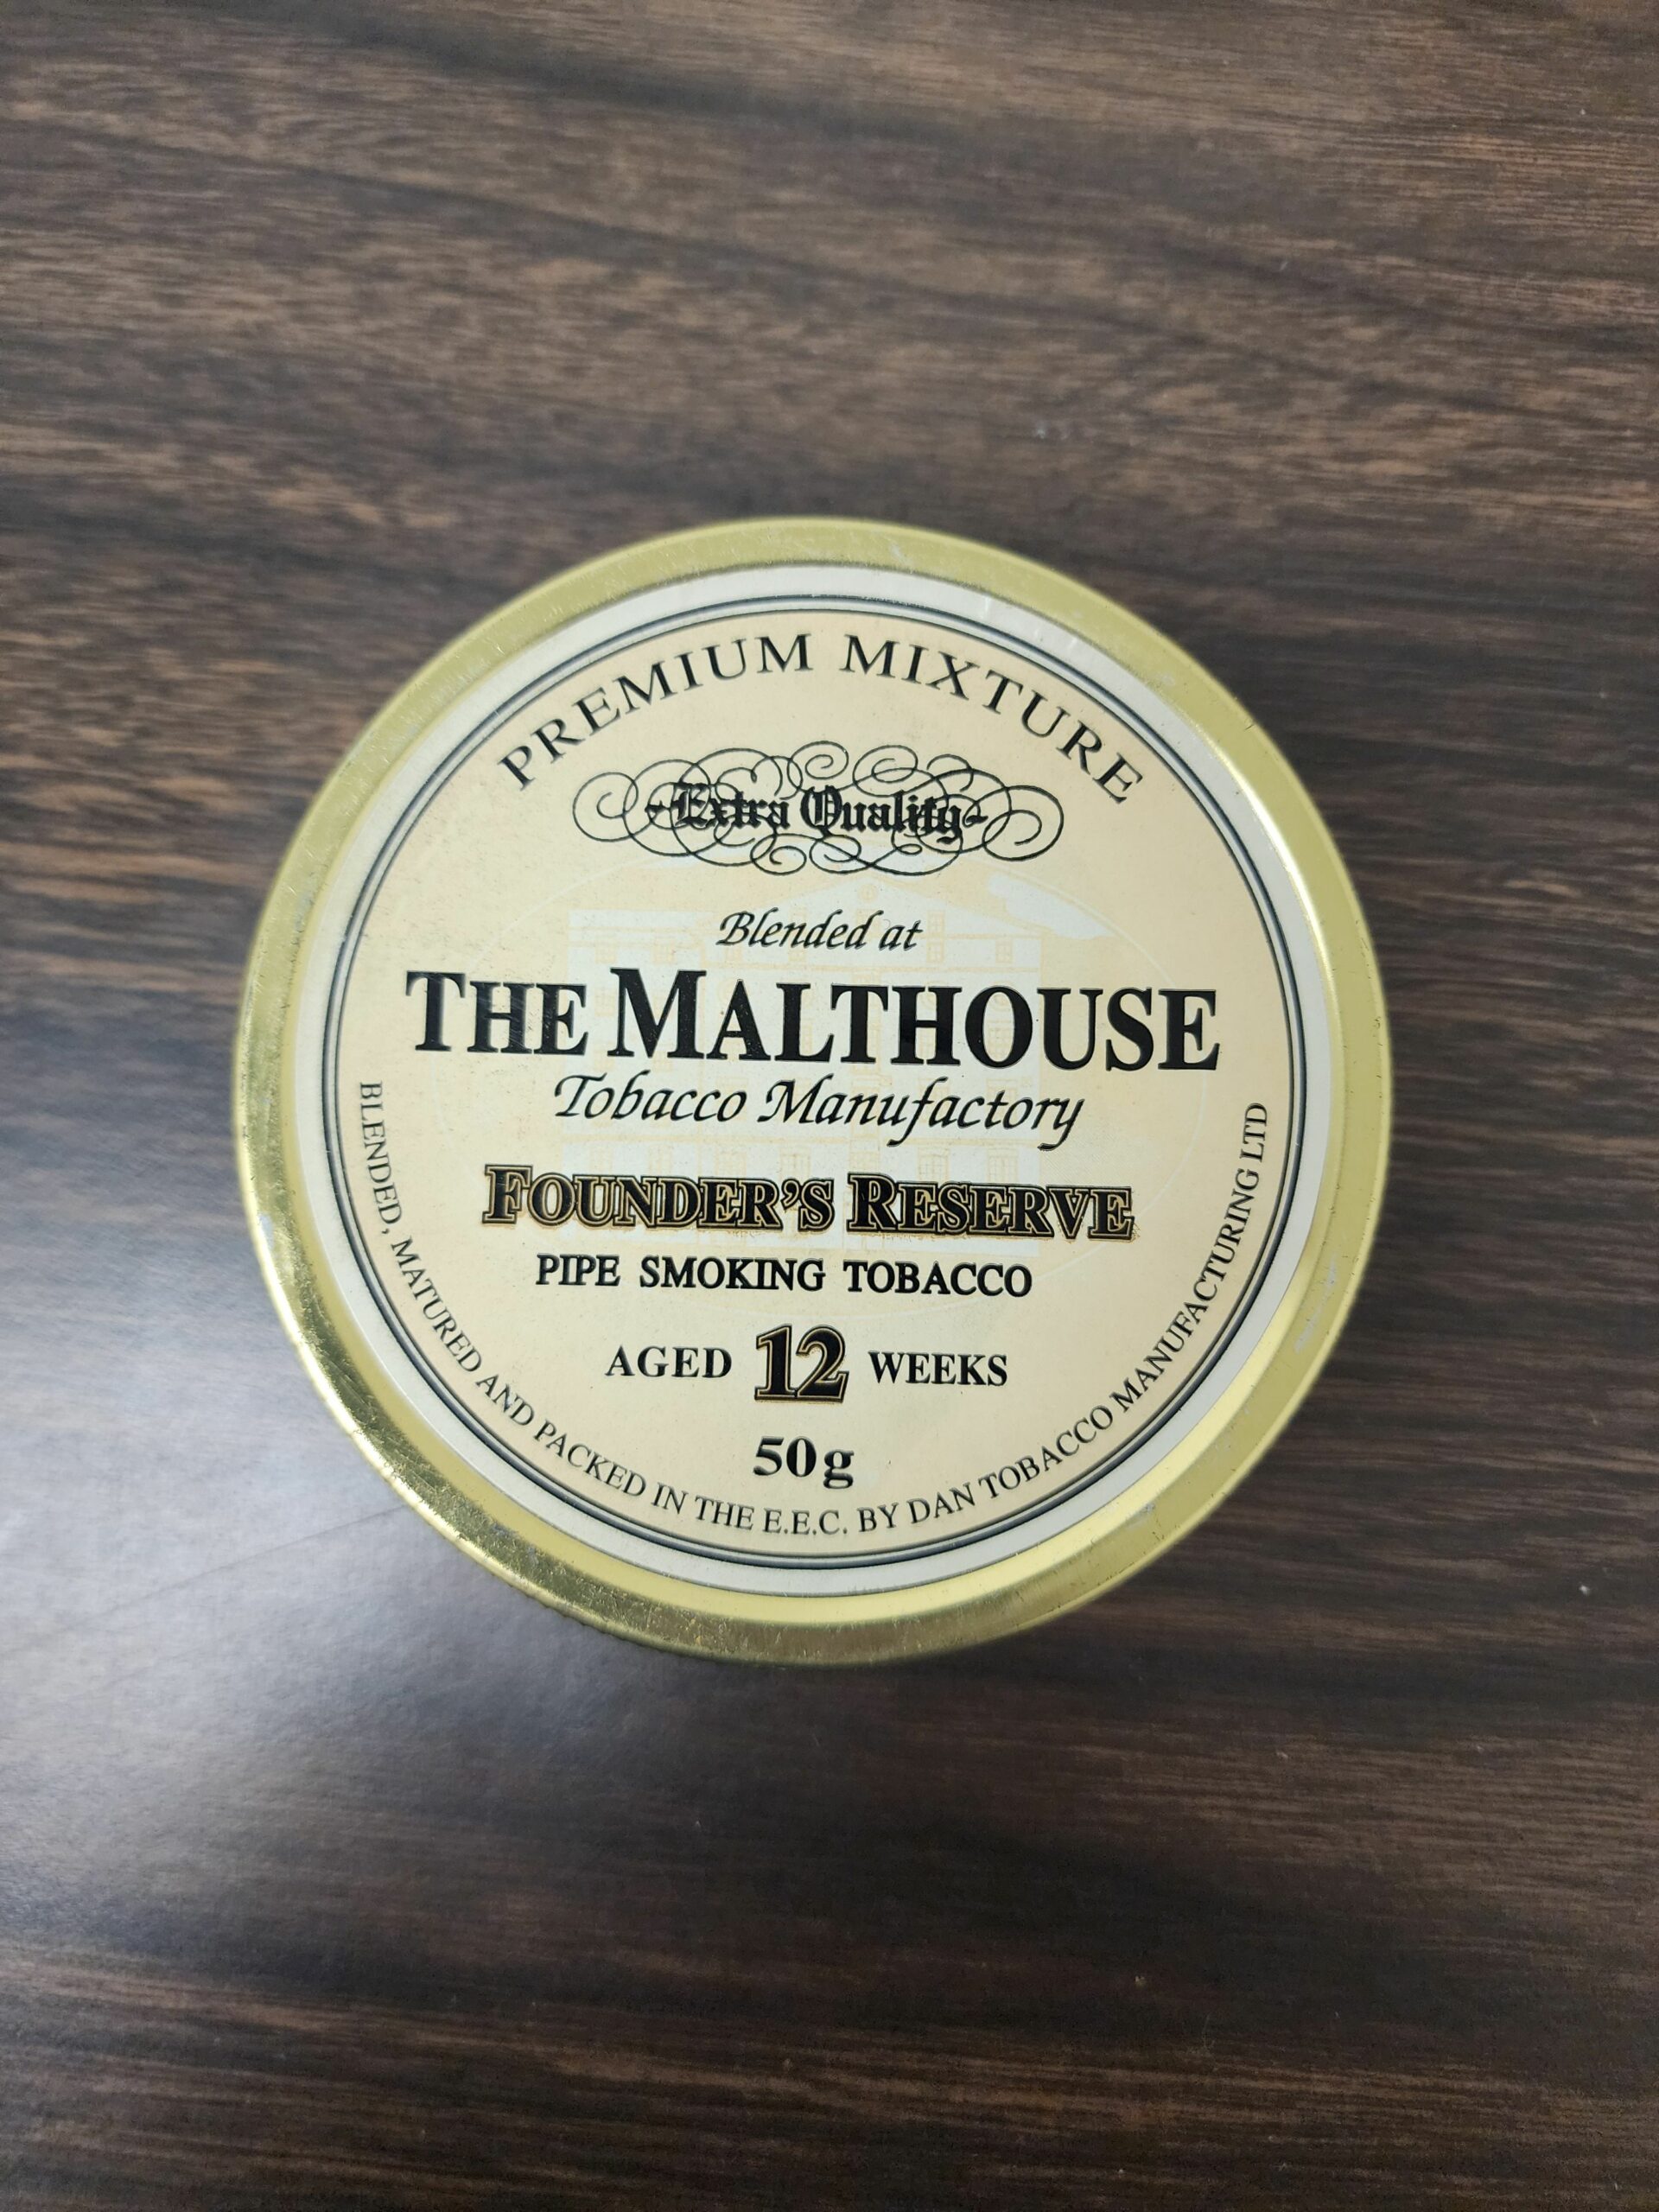 PREMIUM MIXTURE
-Extra Quality-
Blended at
THE MALTHOUSE
Tobacco Manufactory
FOUNDER'S RESERVE
PIPE SMOKING TOBACCO
AGED 12 WEEKS
50g
BLENDED, MATURED AND PACKED IN THE E.E.C. BY DAN TOBACCO MANUFACTURING LTD